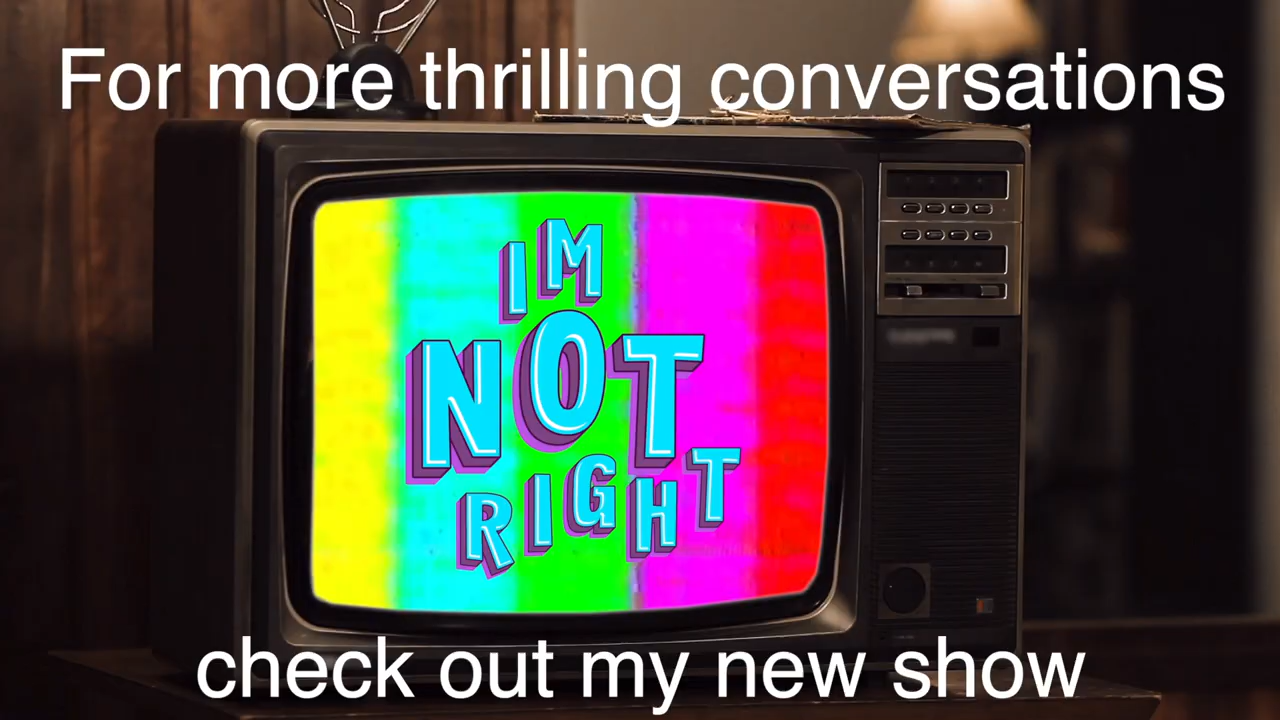 For more thrilling conversations
IM
NOT
RIGHT
check out my new show